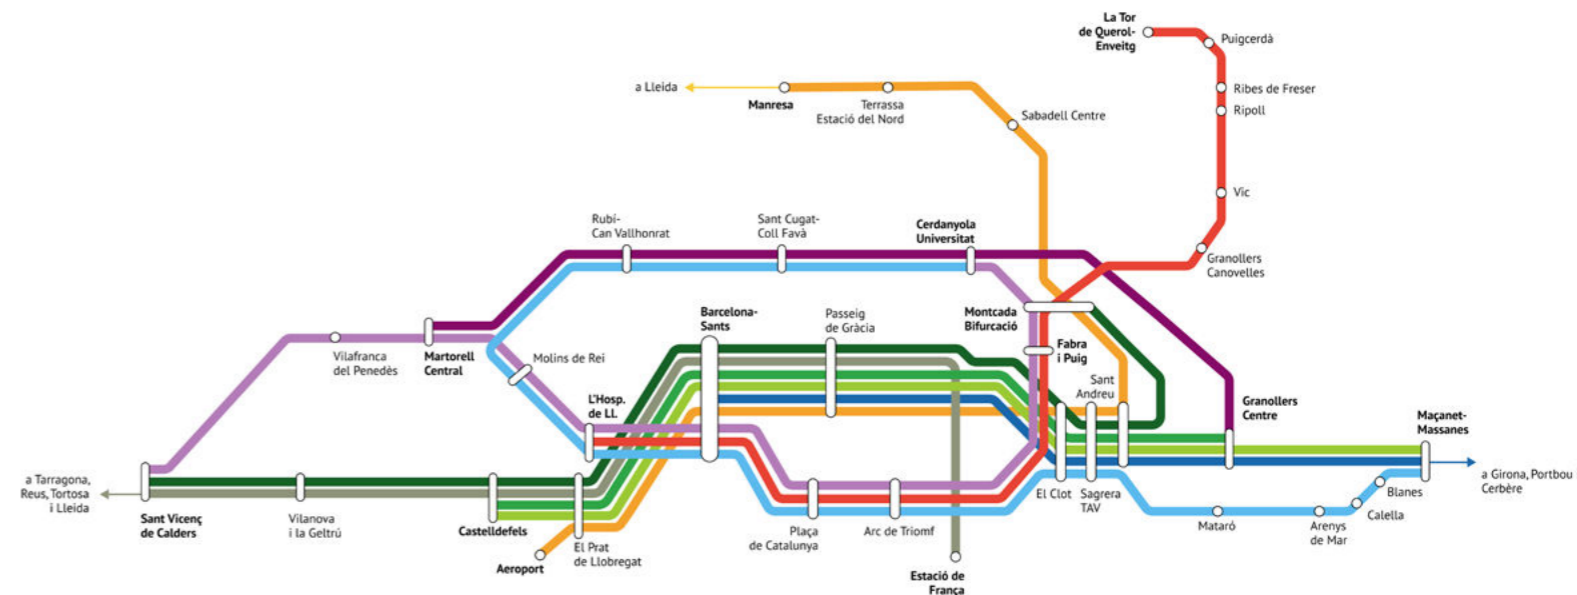 La Tor
de Querol-
Enveitg
Puigcerdà
a Lleida
Manresa
Terrassa
Estació del Nord
Sabadell Centre
Ribes de Freser
Ripoll
Vic
Granollers
Canovelles
Rubí-
Can Vallhonrat
Sant Cugat-
Coll Favà
Cerdanyola
Universitat
Montcada
Bifurcació
Fabra
i Puig
Barcelona-
Sants
Passeig
de Gràcia
Vilafranca
del Penedès
Martorell
Central
Molins de Rei
L'Hosp.
de Ll.
Sant
Andreu
Granollers
Centre
Maçanet-
Massanes
a Tarragona,
Reus, Tortosa
i Lleida
Sant Vicenç
de Calders
Vilanova
i la Geltrú
Castelldefels
El Prat
de Llobregat
Aeroport
Plaça
de Catalunya
Arc de Triomf
Estació de
França
El Clot
Sagrera
TAV
Mataró
Arenys
de Mar
Calella
Blanes
a Girona, Portbou
Cerbère